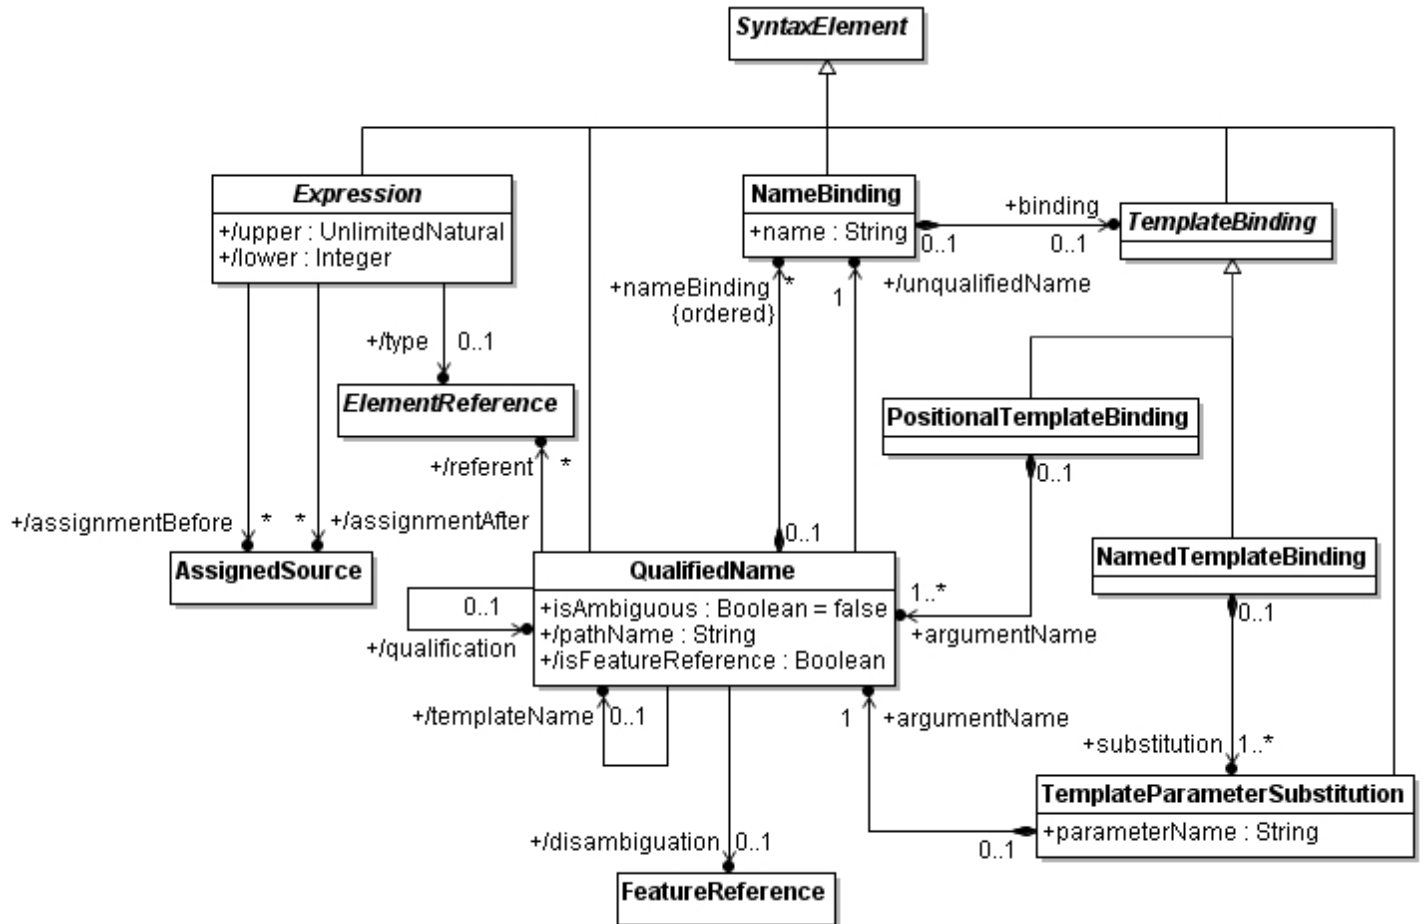 SyntaxElement
Expression
+/upper : UnlimitedNatural
+/lower : Integer
NameBinding
+name : String
+binding
0..1
0..1
TemplateBinding
+nameBinding
{ordered}
*
1
+/unqualifiedName
+/type
0..1
ElementReference
PositionalTemplateBinding
0..1
+/referent
*
+/assignmentBefore
*
*
+/assignmentAfter
AssignedSource
0..1
QualifiedName
+isAmbiguous : Boolean = false
+/pathName : String
+/isFeatureReference : Boolean
NamedTemplateBinding
0..1
1..*
+argumentName
0..1
+/qualification
+/templateName
0..1
1
+argumentName
+substitution
1..*
TemplateParameterSubstitution
+parameterName : String
0..1
+/disambiguation
0..1
FeatureReference